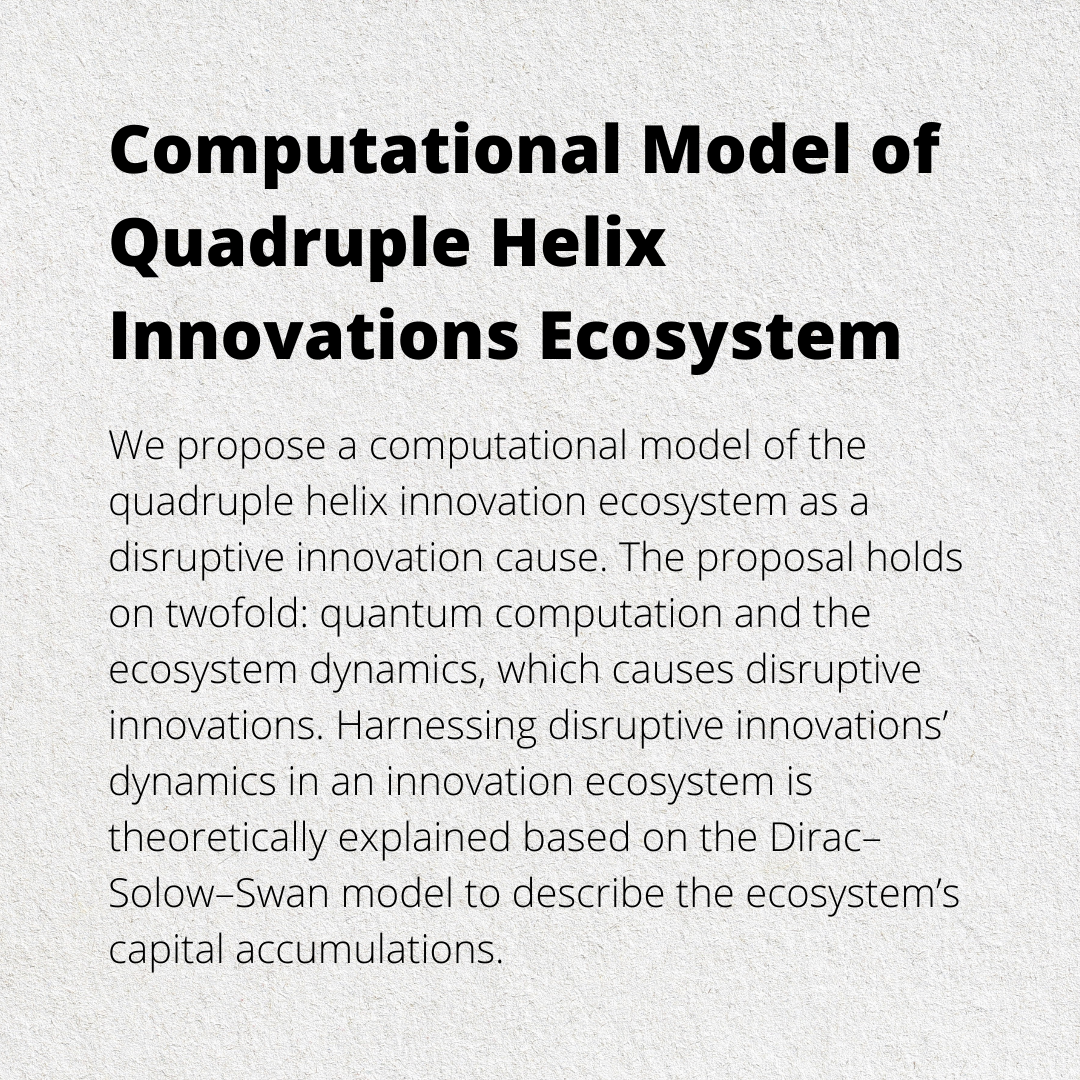 Computational Model of
Quadruple Helix
Innovations Ecosystem
We propose a computational model of the
quadruple helix innovation ecosystem as a
disruptive innovation cause. The proposal holds
on twofold: quantum computation and the
ecosystem dynamics, which causes disruptive
innovations. Harnessing disruptive innovations’
dynamics in an innovation ecosystem is
theoretically explained based on the Dirac–
Solow–Swan model to describe the ecosystem’s
capital accumulations.